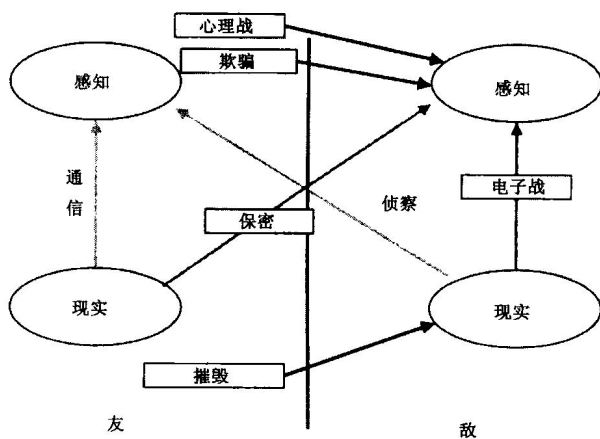 心理战
欺骗
感知
感知
通
信
侦察
电子战
保密
现实
现实
摧毁
友
敌